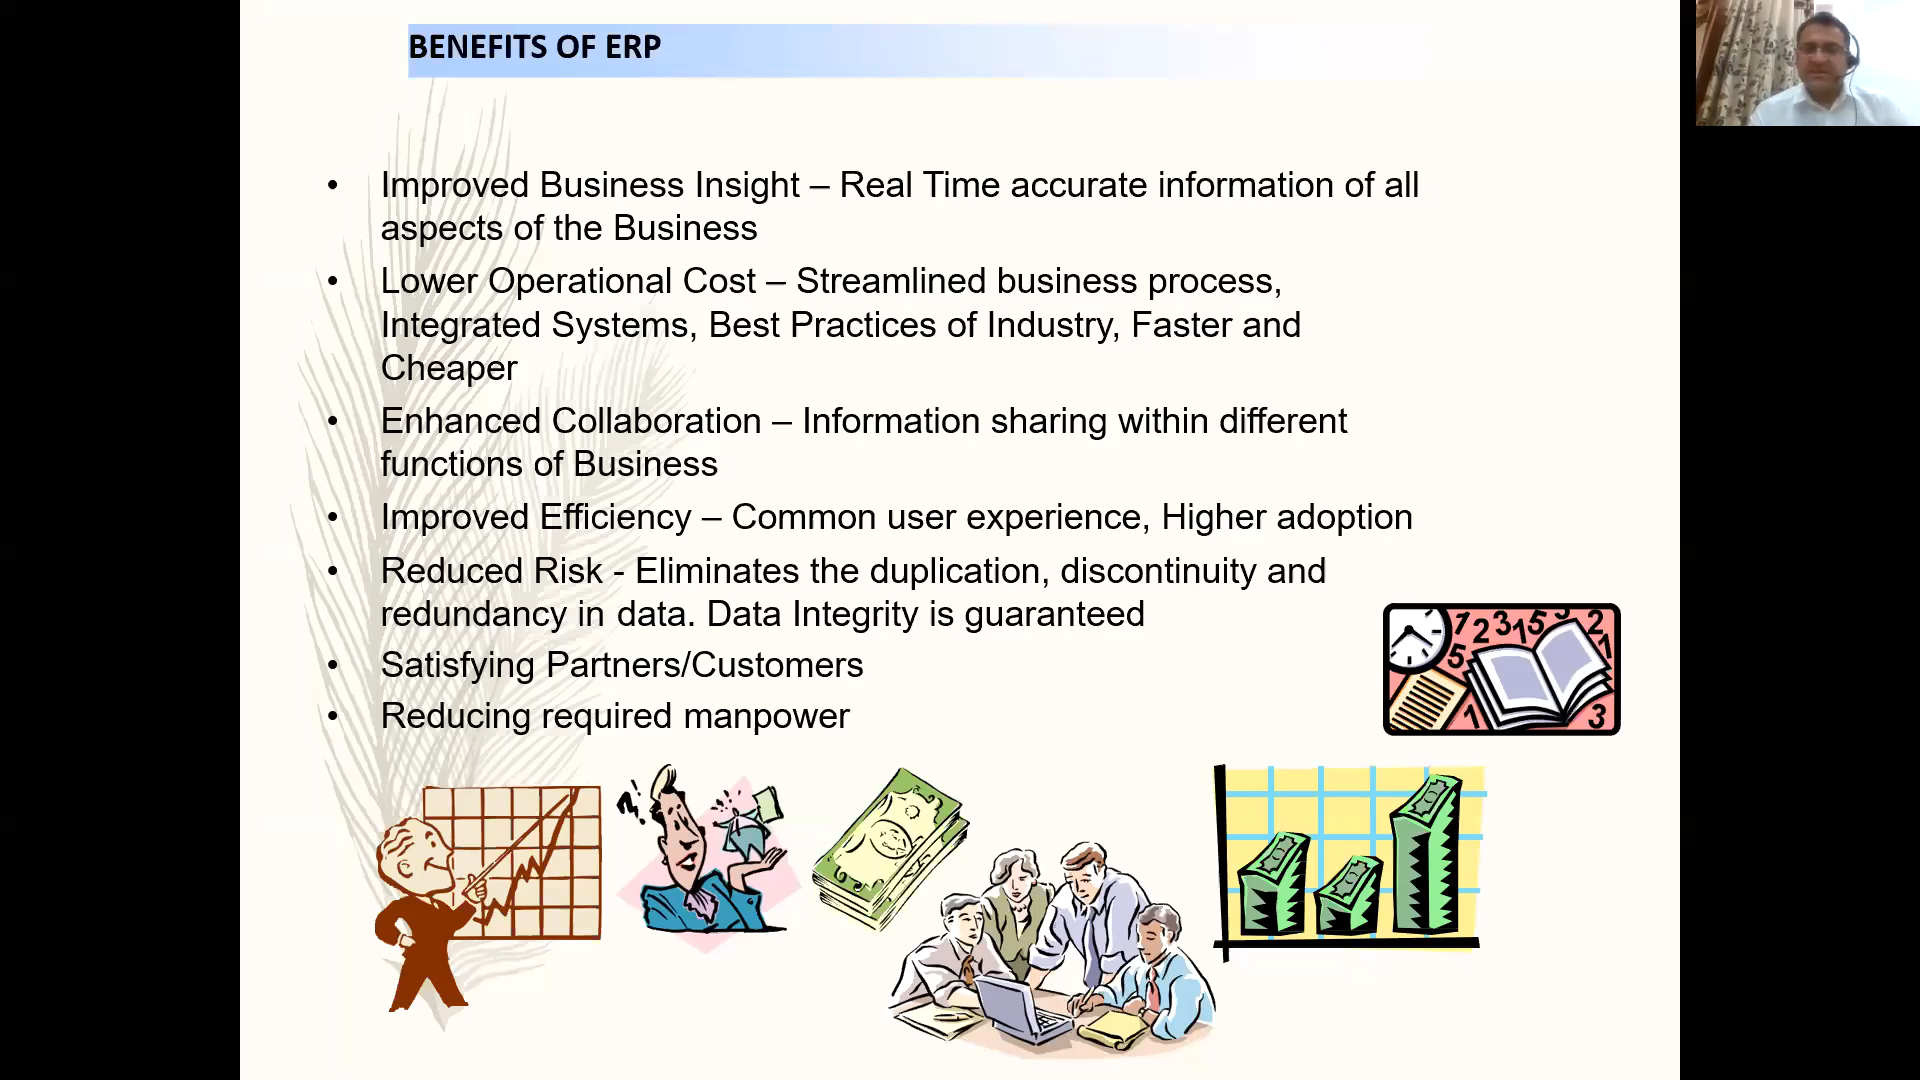 BENEFITS OF ERP
• Improved Business Insight – Real Time accurate information of all
aspects of the Business
• Lower Operational Cost – Streamlined business process,
Integrated Systems, Best Practices of Industry, Faster and
Cheaper
• Enhanced Collaboration – Information sharing within different
functions of Business
• Improved Efficiency – Common user experience, Higher adoption
• Reduced Risk - Eliminates the duplication, discontinuity and
redundancy in data. Data Integrity is guaranteed
• Satisfying Partners/Customers
• Reducing required manpower